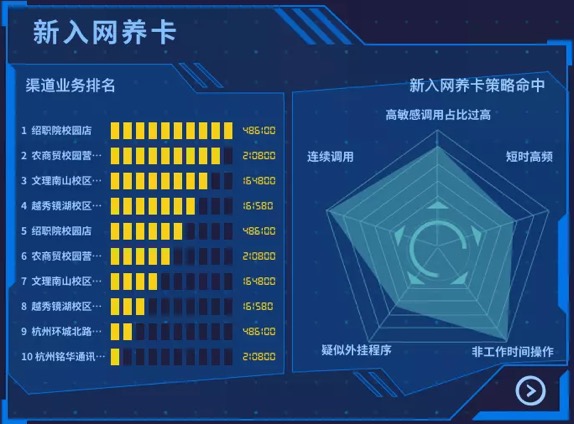 新入网养卡
渠道业务排名
1 绍职院校园店 486100
2 农商贸校园营… 210800
3 文理南山校区… 164800
4 越秀镜湖校区… 161580
5 绍职院校园店 486100
6 农商贸校园营… 210800
7 文理南山校区… 164800
8 越秀镜湖校区… 161580
9 杭州环城北路… 486100
10 杭州铭华通讯… 210800
新入网养卡策略命中
高敏感调用占比过高
连续调用
短时高频
疑似外挂程序
非工作时间操作